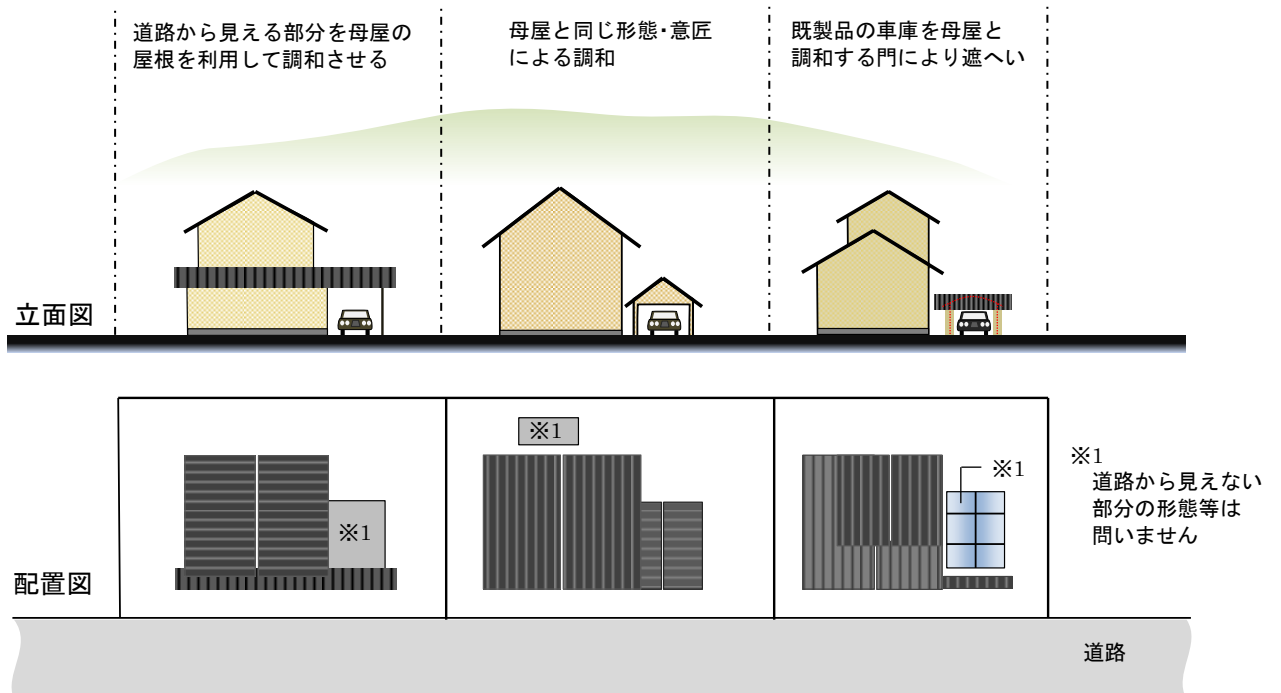 道路から見える部分を母屋の
屋根を利用して調和させる
母屋と同じ形態・意匠
による調和
既製品の車庫を母屋と
調和する門により遮へい
立面図
※1
※1
※1
※1
道路から見えない
部分の形態等は
問いません
配置図
道路